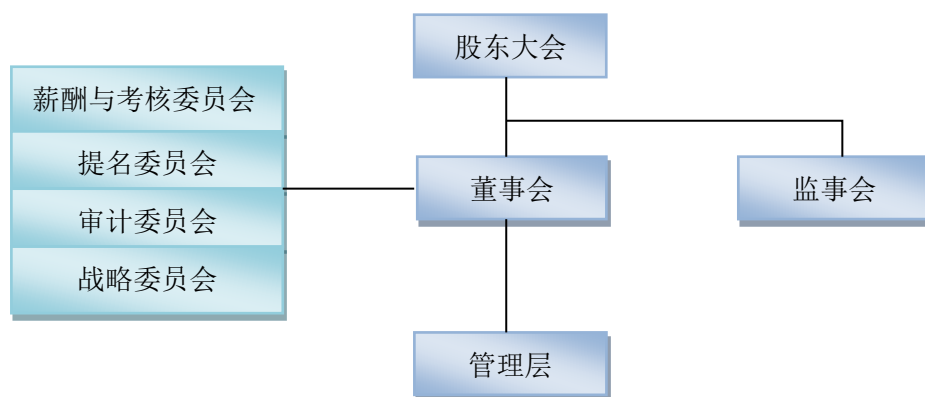 股东大会
薪酬与考核委员会
提名委员会
审计委员会
战略委员会
董事会
监事会
管理层